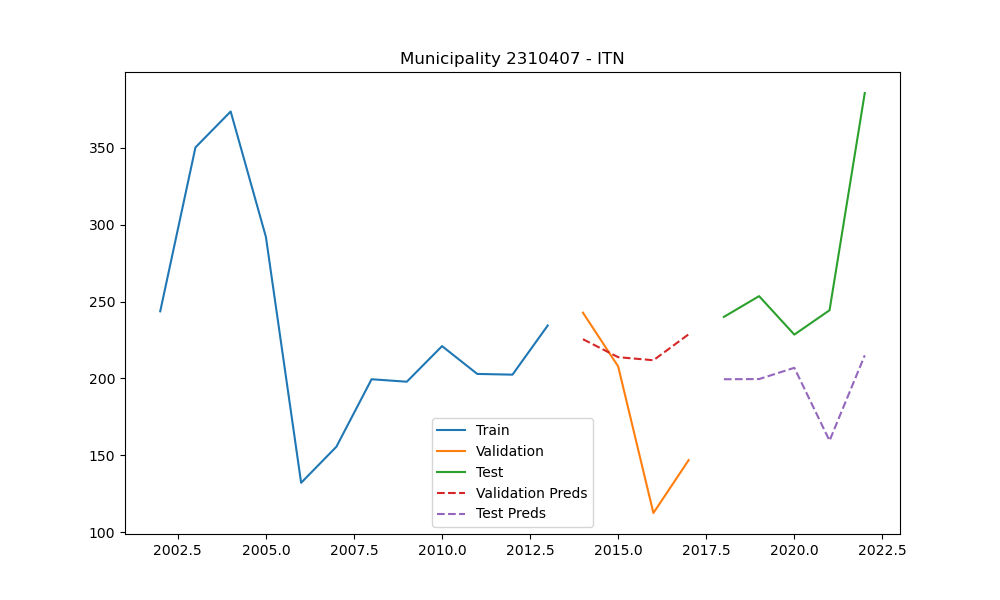 Municipality 2310407 - ITN
350
300
250
200
150
100
2002.5 2005.0 2007.5 2010.0 2012.5 2015.0 2017.5 2020.0 2022.5
Train
Validation
Test
Validation Preds
Test Preds